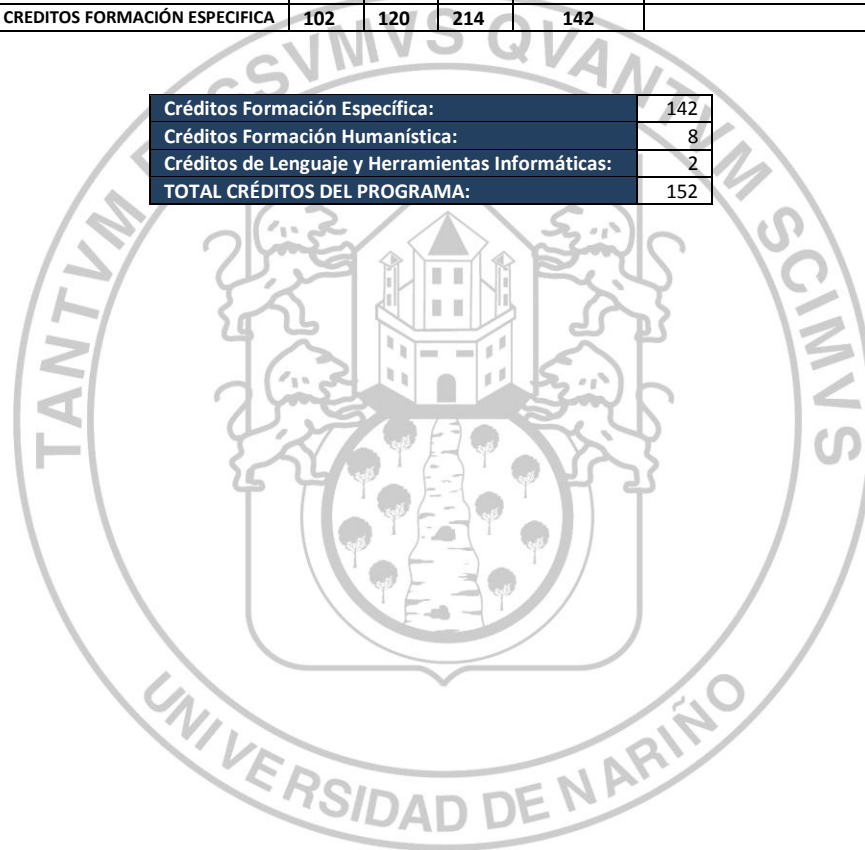 CREDITOS FORMACIÓN ESPECIFICA 102 120 214 142
Créditos Formación Específica: 142
Créditos Formación Humanística: 8
Créditos de Lenguaje y Herramientas Informáticas: 2
TOTAL CRÉDITOS DEL PROGRAMA: 152
TANTVM POSSVMVS QVANTVM SCIMVS
UNIVERSIDAD DE NARIÑO